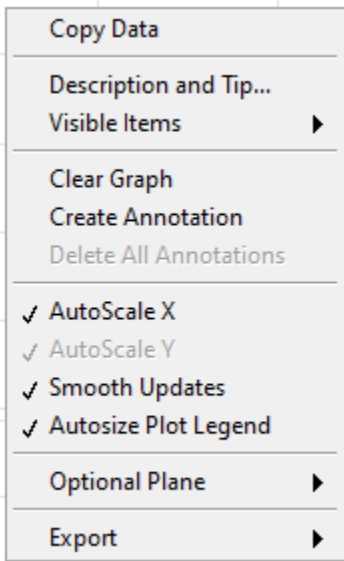 Copy Data
Description and Tip...
Visible Items
Clear Graph
Create Annotation
Delete All Annotations
AutoScale X
AutoScale Y
Smooth Updates
Autosize Plot Legend
Optional Plane
Export